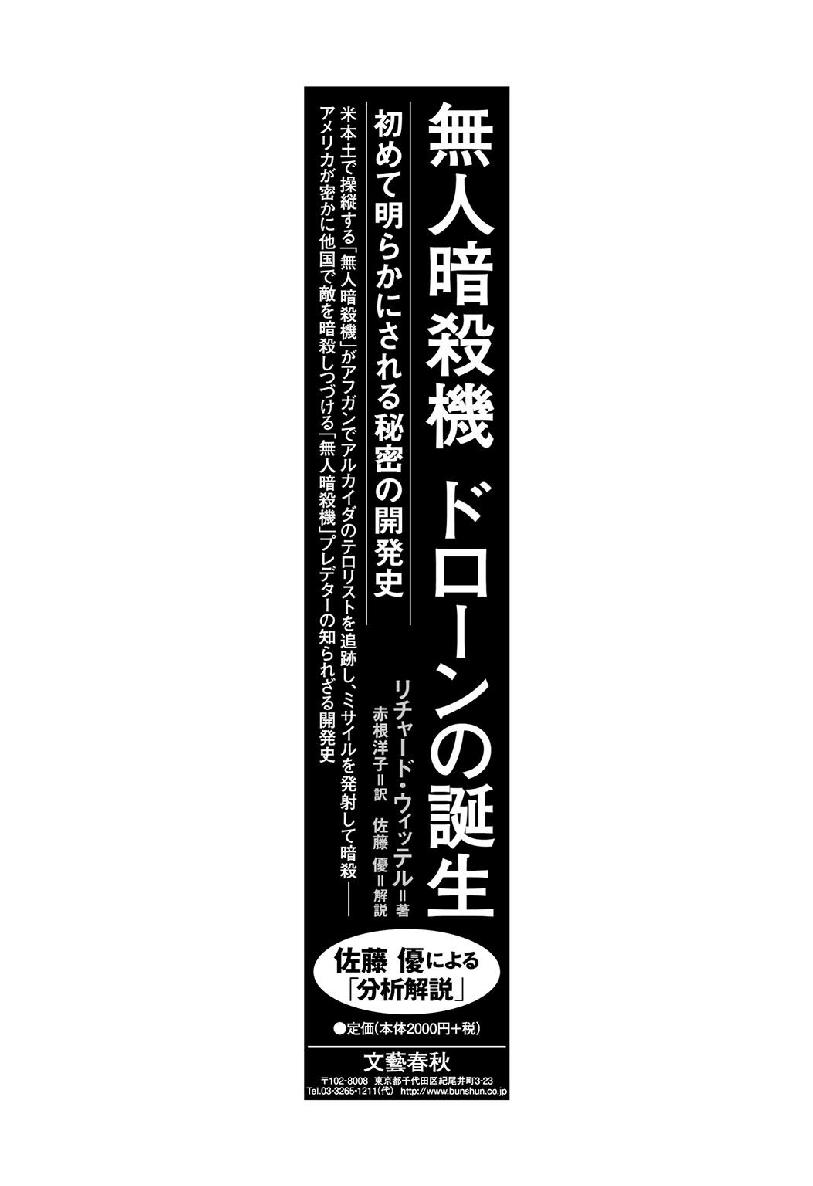 無人暗殺機 ドローンの誕生
初めて明らかにされる秘密の開発史
リチャード・ウィッテル=著
赤根洋子=訳 佐藤 優=解説
米本土で操縦する「無人暗殺機」がアフガンでアルカイダのテロリストを追跡し、ミサイルを発射して暗殺――
アメリカが密かに他国で敵を暗殺しつづける「無人暗殺機」プレデターの知られざる開発史
佐藤 優による
「分析解説」
●定価(本体2000円+税)
文藝春秋
〒102-8008 東京都千代田区紀尾井町3-23
Tel.03-3265-1211(代) http://www.bunshun.co.jp